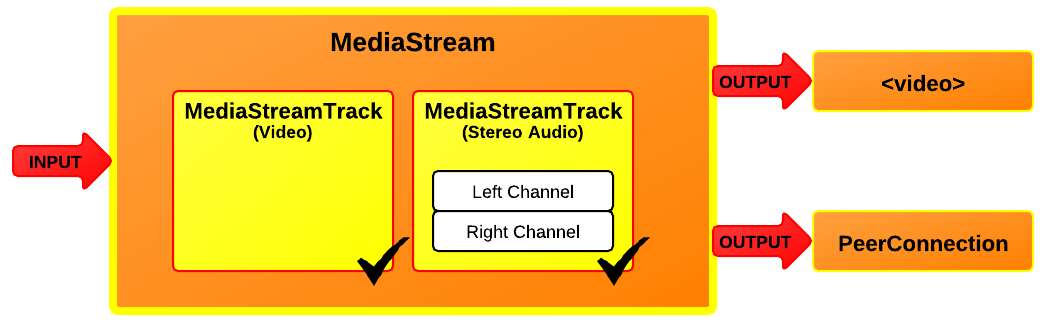 MediaStream
MediaStreamTrack
(Video)
MediaStreamTrack
(Stereo Audio)
Left Channel
Right Channel
INPUT
OUTPUT
<video>
OUTPUT
PeerConnection